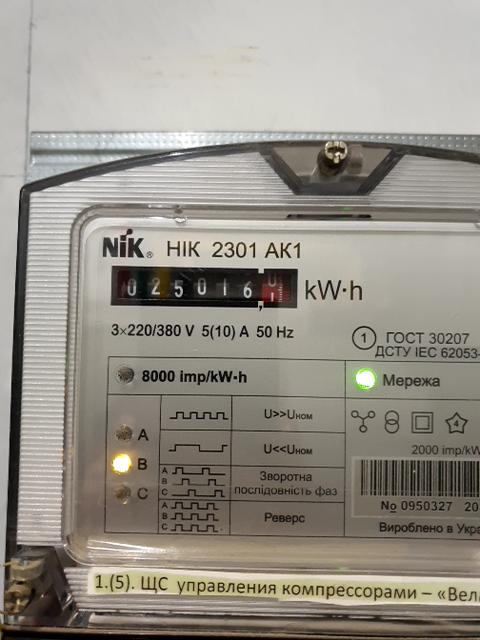 NiK® НІК 2301 АК1
025016 kW·h
3×220/380 V 5(10) A 50 Hz
1 ГОСТ 30207
ДСТУ IEC 62053-
8000 imp/kW·h
Мережа
A
B
C
U>>Uном
U<<Uном
A
B
C
Зворотна
послідовність фаз
A
B
C
Реверс
4
2000 imp/kW
№ 0950327 20
Вироблено в Укра
1.(5). ЩС управления компрессорами – «Вел